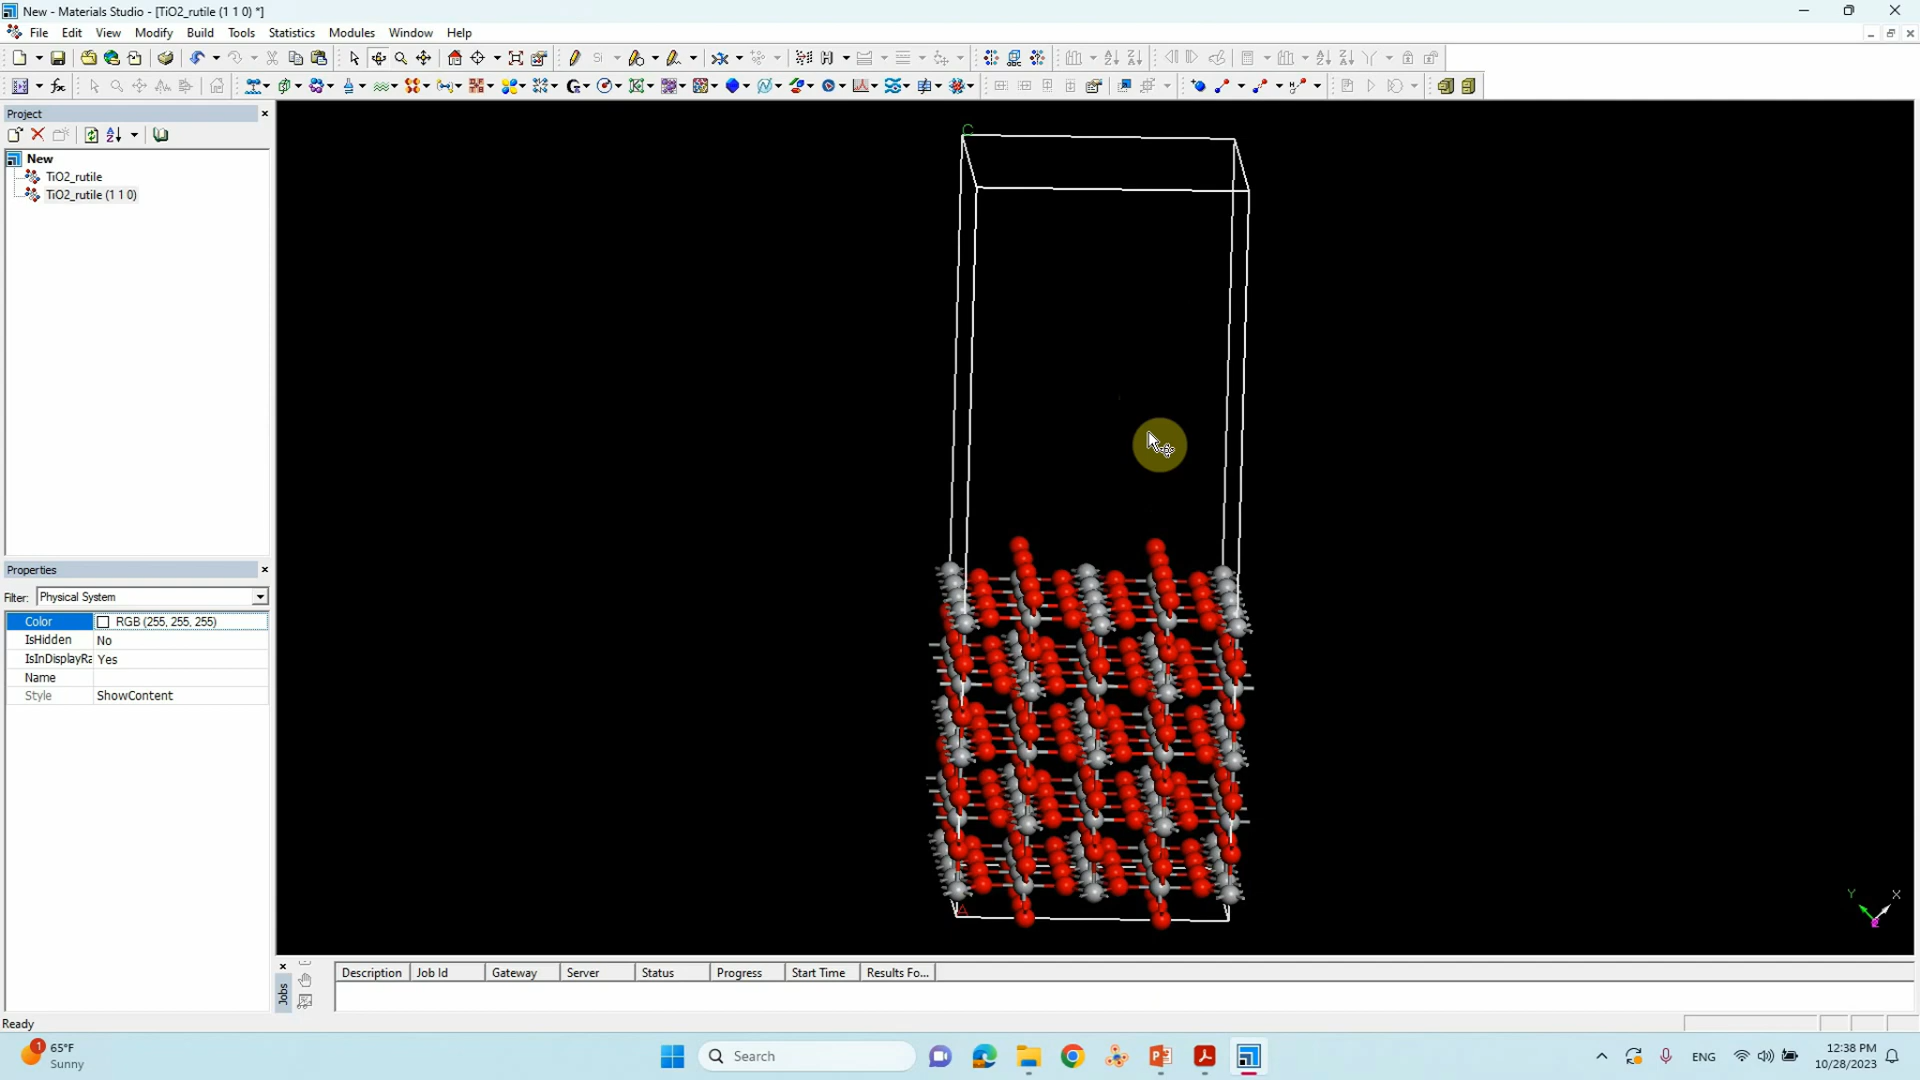 New - Materials Studio - [TiO2_rutile (1 1 0) *]
File Edit View Modify Build Tools Statistics Modules Window Help
Project
New
TiO2_rutile
TiO2_rutile (1 1 0)
Properties
Filter: Physical System
Color RGB (255, 255, 255)
IsHidden No
IsInDisplayRa Yes
Name
Style ShowContent
C
A
Y X
Jobs
Description Job Id Gateway Server Status Progress Start Time Results Fo...
Ready
1
65°F
Sunny
Search
ENG
12:38 PM
10/28/2023